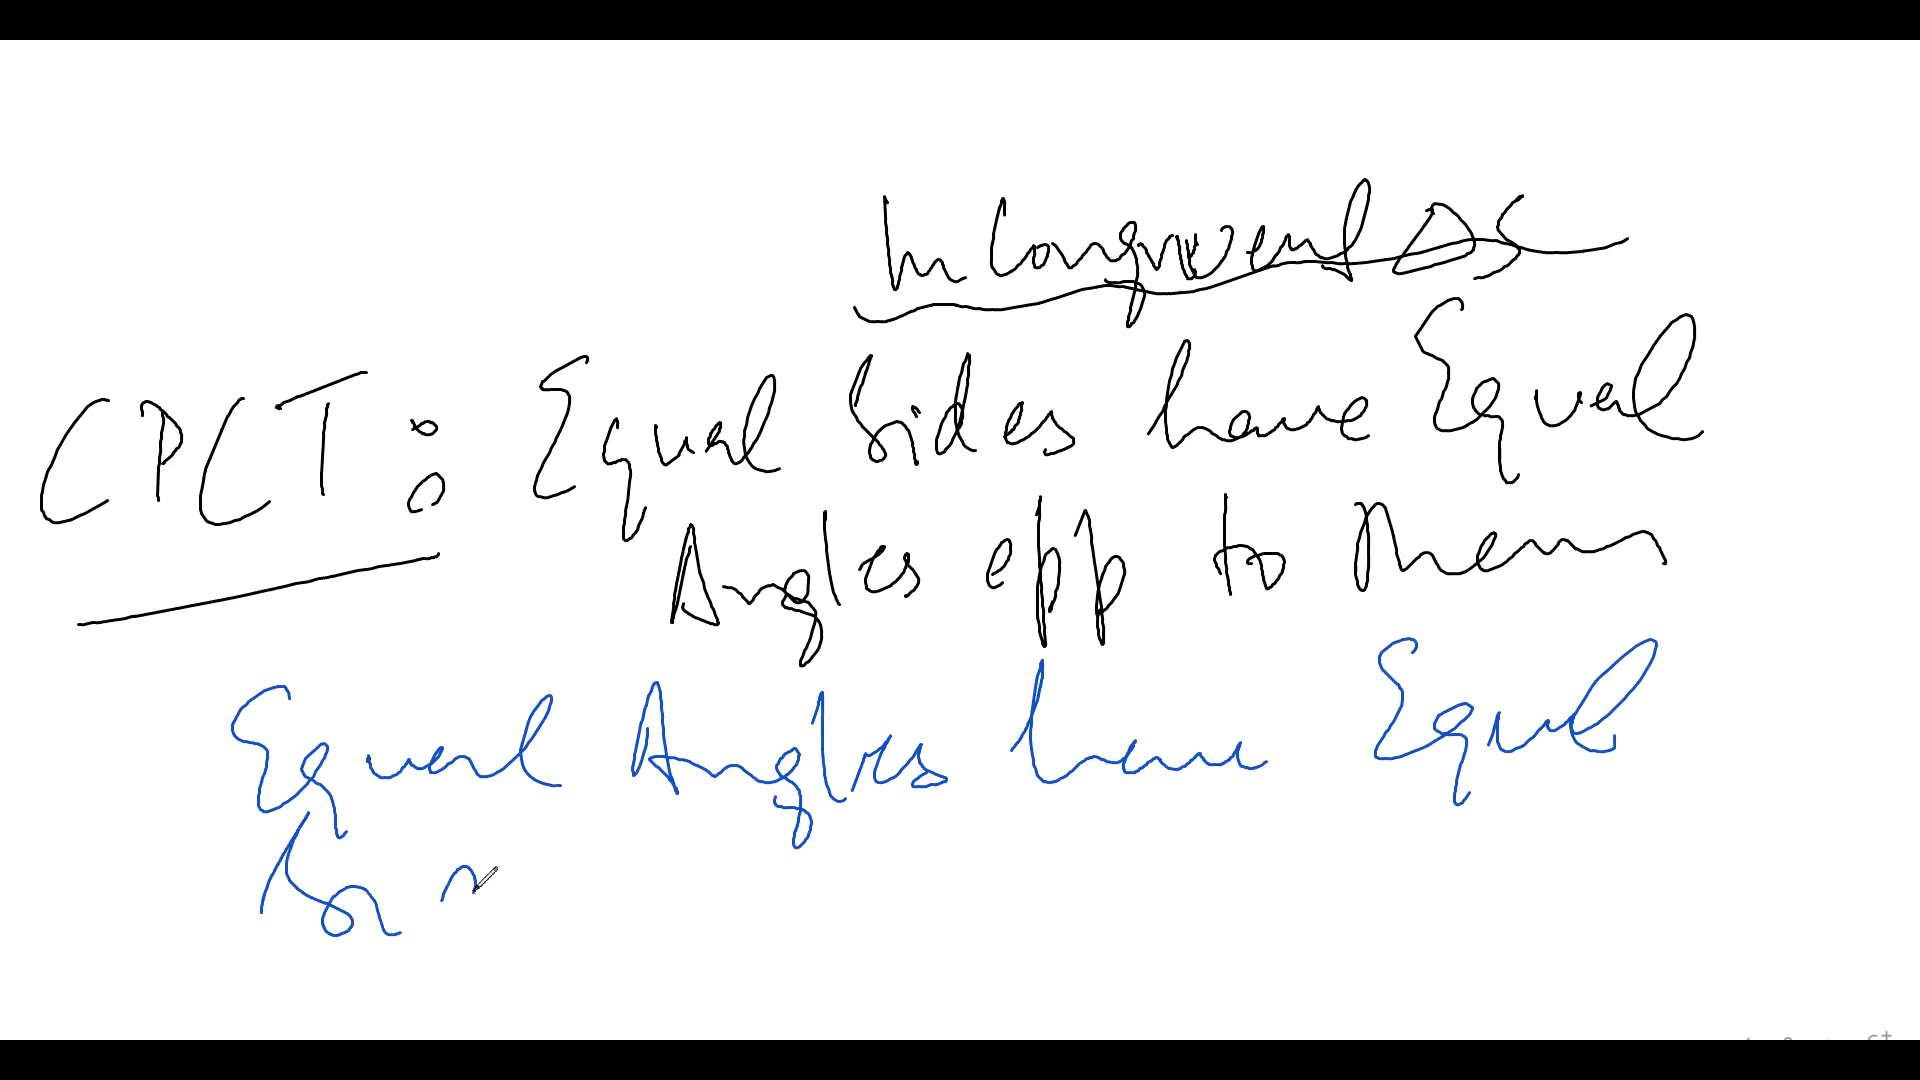 In Congruent Δs
CPCT: Equal Sides have Equal
Angles opp to them
Equal Angles have Equal